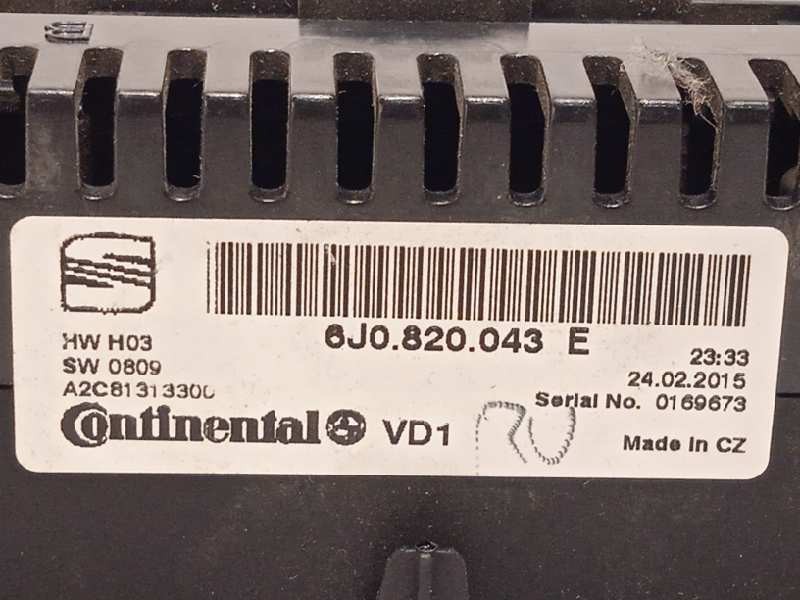 6J0.820.043 E
HW H03
SW 0809
A2C81313300
Continental VD1
23:33
24.02.2015
Serial No. 0169673
Made in CZ